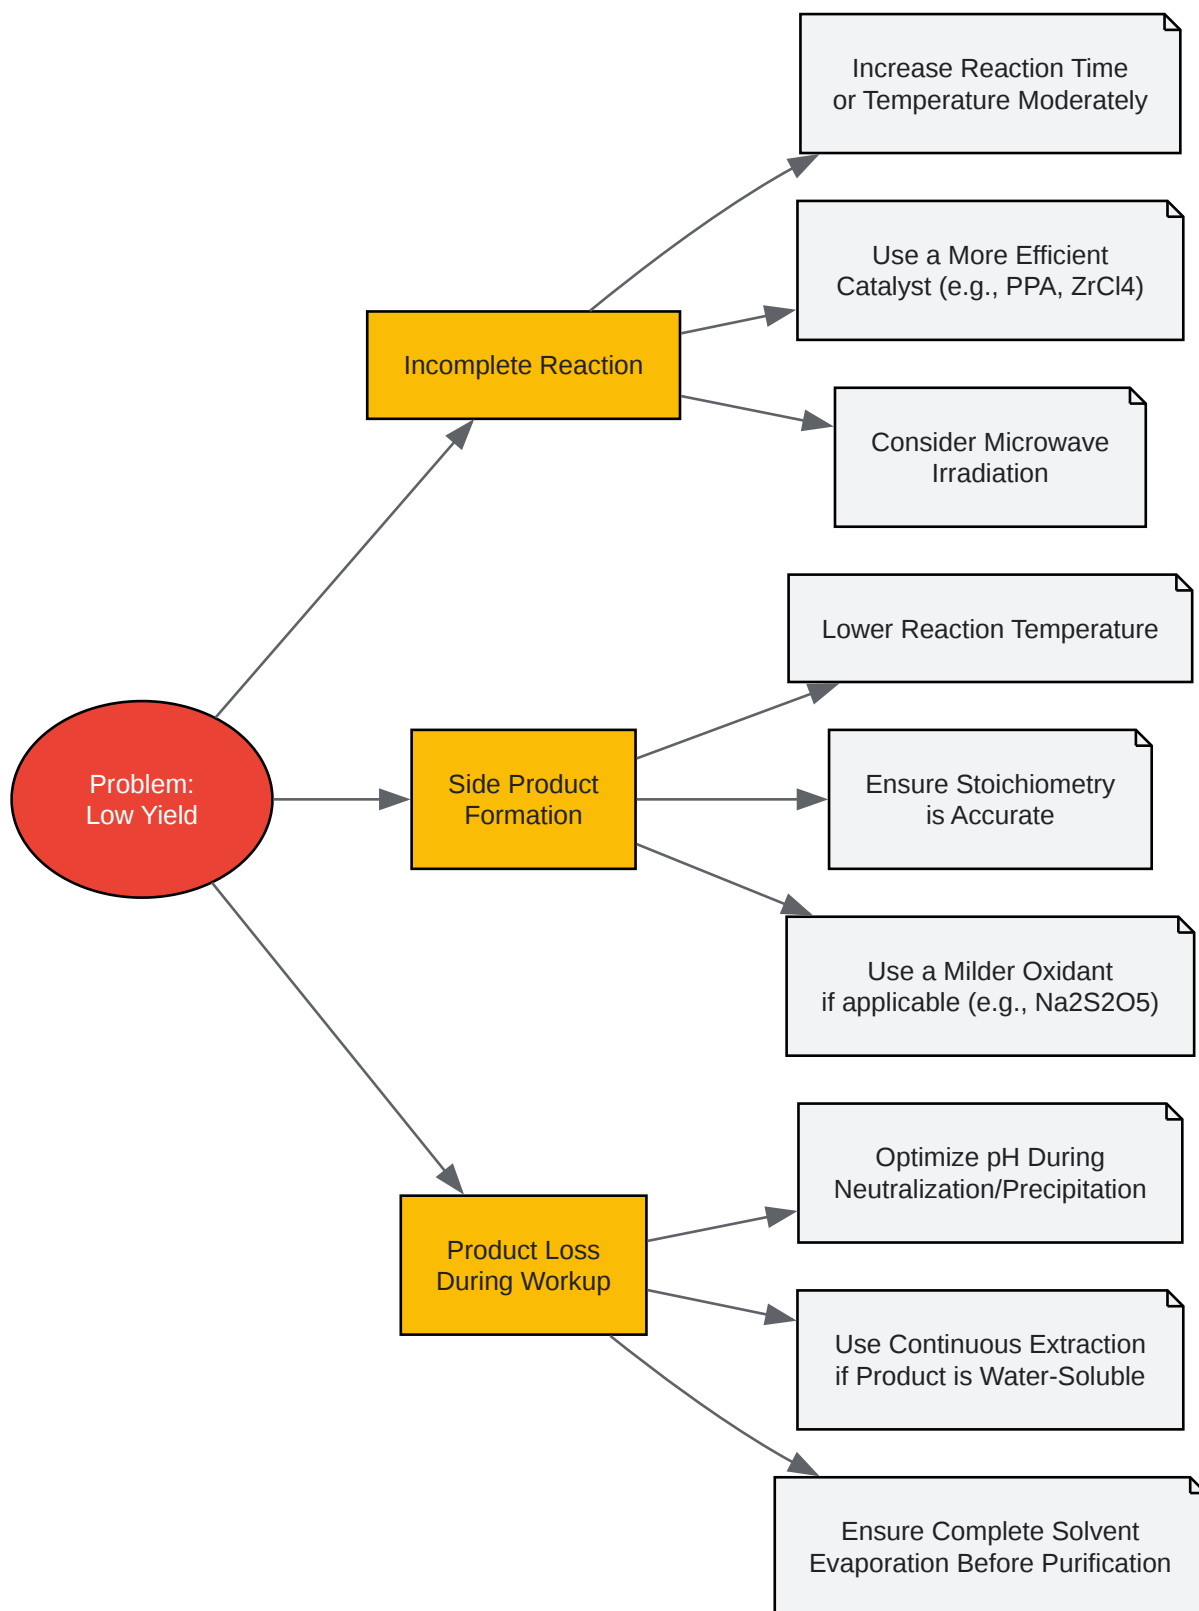 Increase Reaction Time
or Temperature Moderately
Use a More Efficient
Catalyst (e.g., PPA, ZrCl4)
Incomplete Reaction
Consider Microwave
Irradiation
Lower Reaction Temperature
Problem:
Low Yield
Side Product
Formation
Ensure Stoichiometry
is Accurate
Use a Milder Oxidant
if applicable (e.g., Na2S2O5)
Optimize pH During
Neutralization/Precipitation
Product Loss
During Workup
Use Continuous Extraction
if Product is Water-Soluble
Ensure Complete Solvent
Evaporation Before Purification